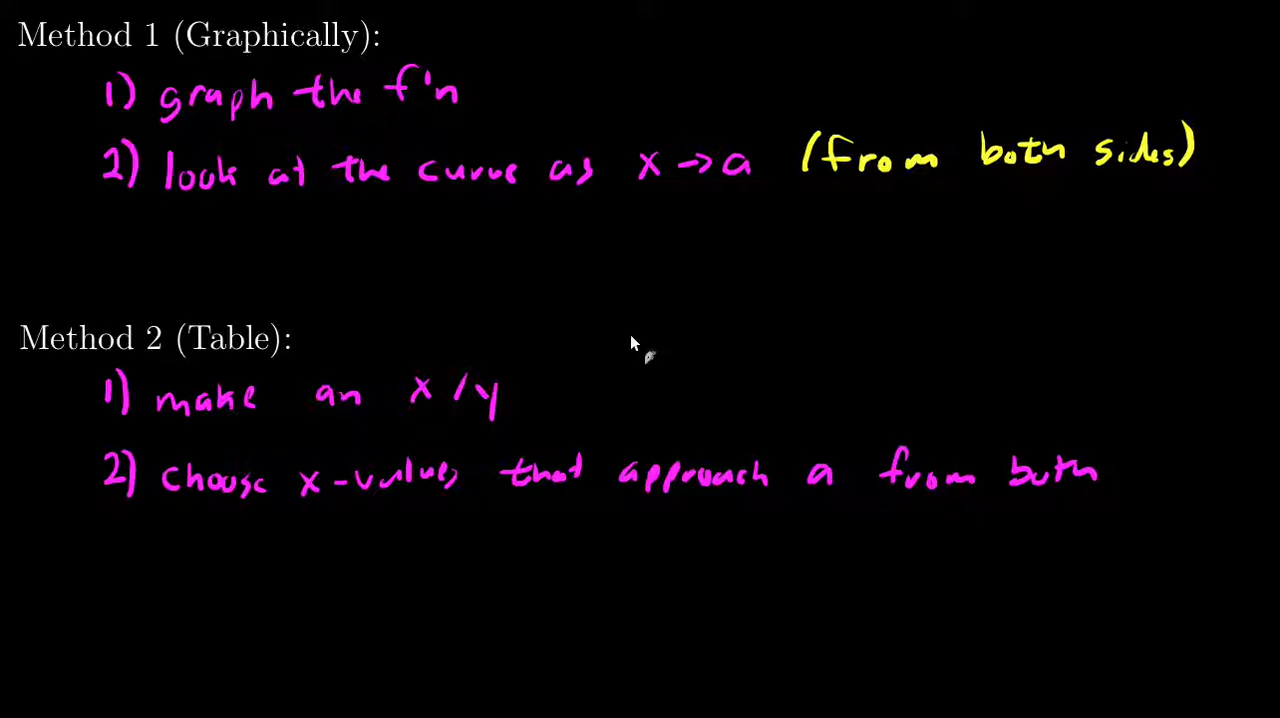 Method 1 (Graphically):
1) graph the f'n
2) look at the curve as x → a (from both sides)
Method 2 (Table):
1) make an x/y
2) choose x-values that approach a from both